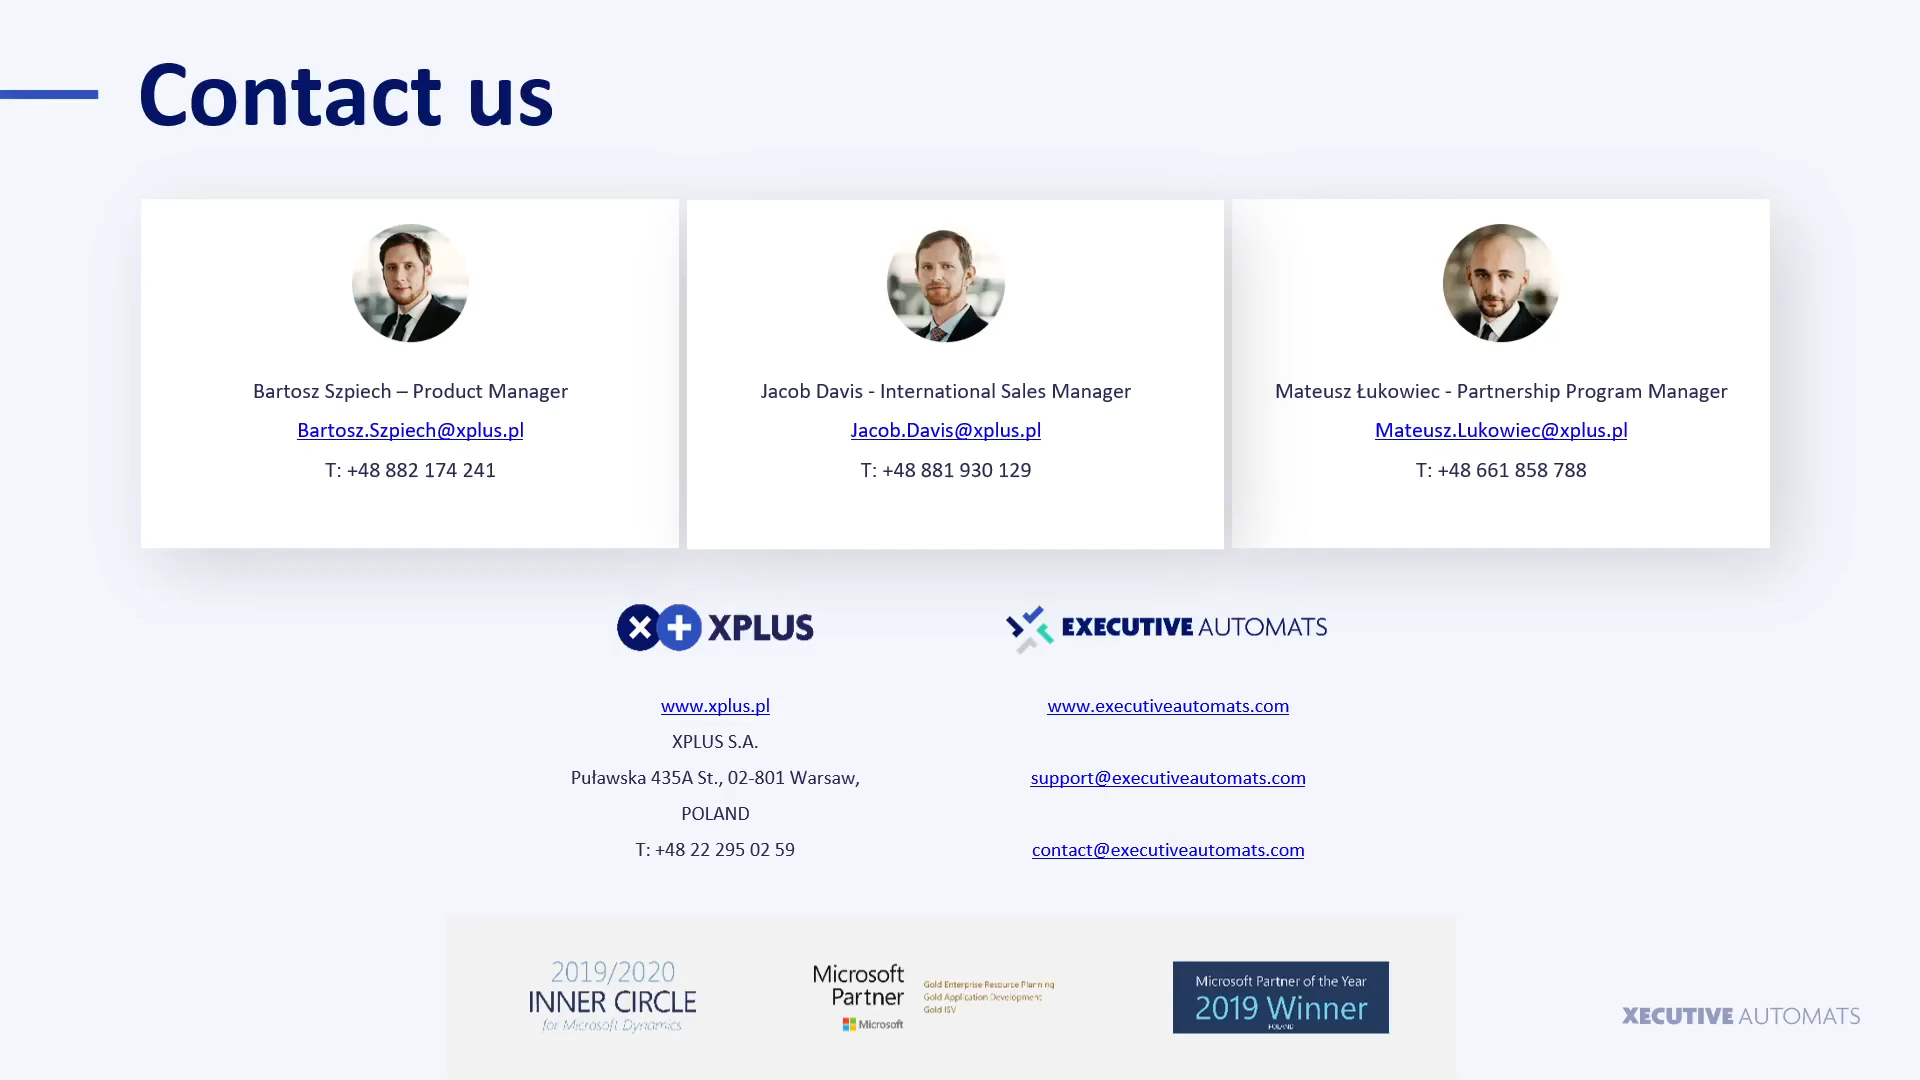 Contact us
Bartosz Szpiech – Product Manager
Bartosz.Szpiech@xplus.pl
T: +48 882 174 241
Jacob Davis - International Sales Manager
Jacob.Davis@xplus.pl
T: +48 881 930 129
Mateusz Łukowiec - Partnership Program Manager
Mateusz.Lukowiec@xplus.pl
T: +48 661 858 788
XPLUS
www.xplus.pl
XPLUS S.A.
Puławska 435A St., 02-801 Warsaw,
POLAND
T: +48 22 295 02 59
EXECUTIVE AUTOMATS
www.executiveautomats.com
support@executiveautomats.com
contact@executiveautomats.com
2019/2020
INNER CIRCLE
for Microsoft Dynamics
Microsoft
Partner
Microsoft
Gold Enterprise Resource Planning
Gold Application Development
Gold ISV
Microsoft Partner of the Year
2019 Winner
POLAND
XECUTIVE AUTOMATS